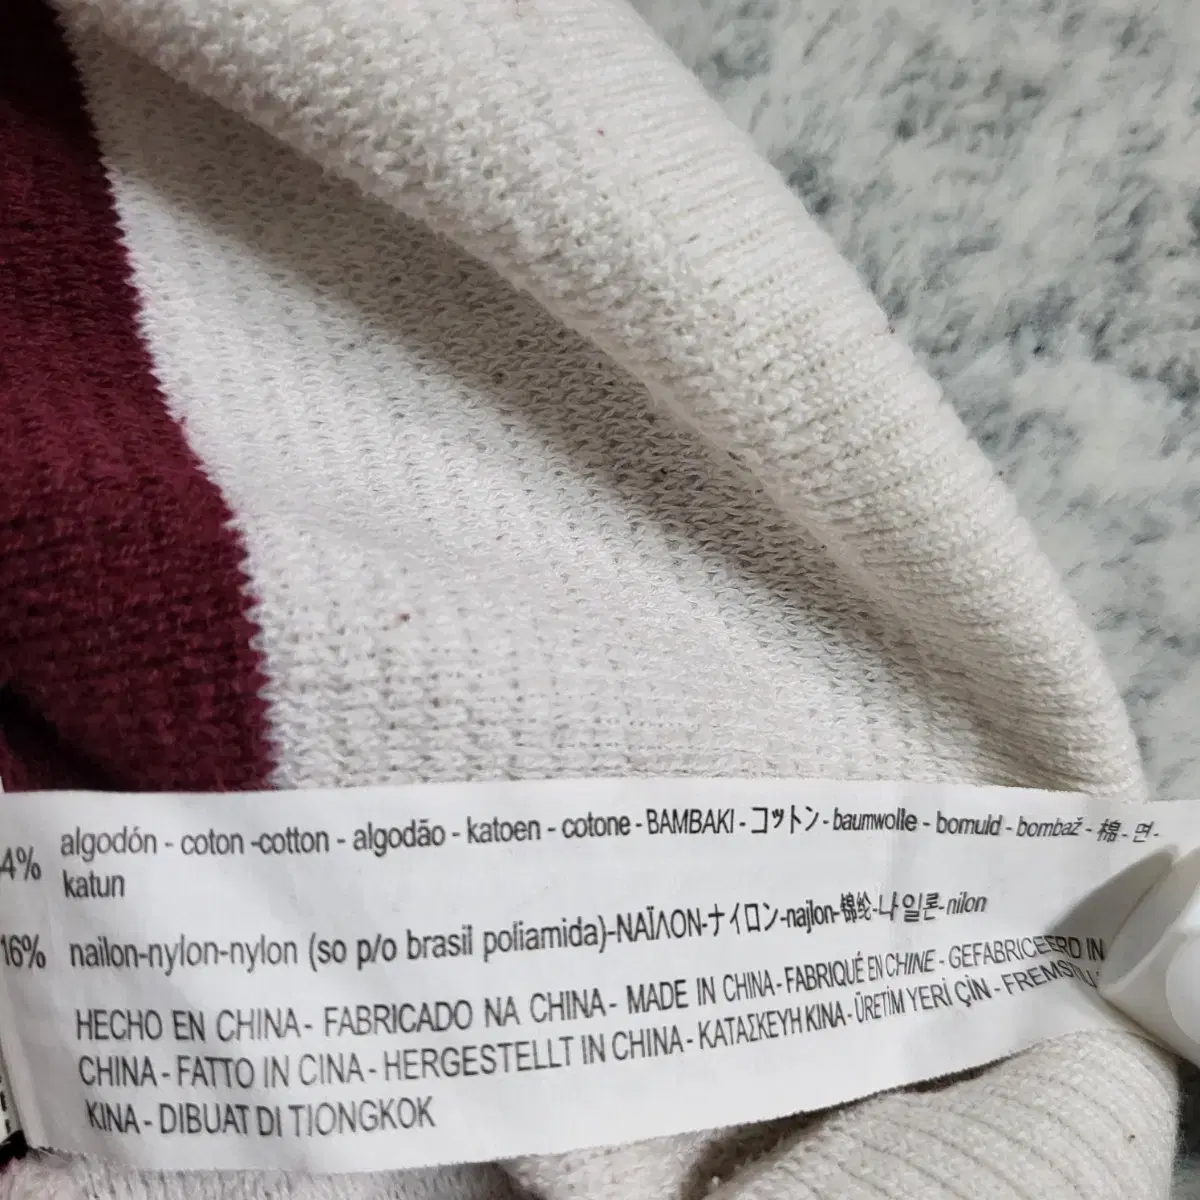 4% algodón - coton -cotton - algodão - katoen - cotone - BAMBAKI - コットン - baumwolle - bomuld - bombaž - 棉 - 면 -
katun
16% nailon-nylon-nylon (so p/o brasil poliamida)-NAÏΛON-ナイロン-najlon-锦纶-나일론-nilon
HECHO EN CHINA - FABRICADO NA CHINA - MADE IN CHINA - FABRIQUÉ EN CHINE - GEFABRICEERD IN
CHINA - FATTO IN CINA - HERGESTELLT IN CHINA - ΚΑΤΑΣΚΕΥΗ ΚΙΝΑ - ÜRETİM YERİ ÇİN -
KINA - DIBUAT DI TIONGKOK